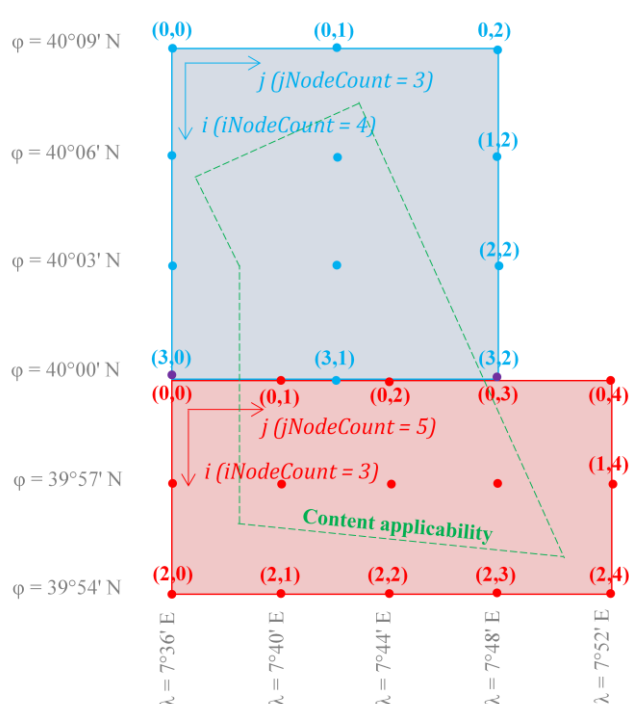 (0,0) (0,1) 0,2)
φ = 40°09' N
j (jNodeCount = 3)
i (iNodeCount = 4)
φ = 40°06' N (1,2)
φ = 40°03' N (2,2)
φ = 40°00' N (3,0) (3,1) (3,2)
(0,0) (0,1) (0,2) (0,3) (0,4)
j (jNodeCount = 5)
φ = 39°57' N i (iNodeCount = 3) (1,4)
Content applicability
φ = 39°54' N (2,0) (2,1) (2,2) (2,3) (2,4)
λ = 7°36' E
λ = 7°40' E
λ = 7°44' E
λ = 7°48' E
λ = 7°52' E